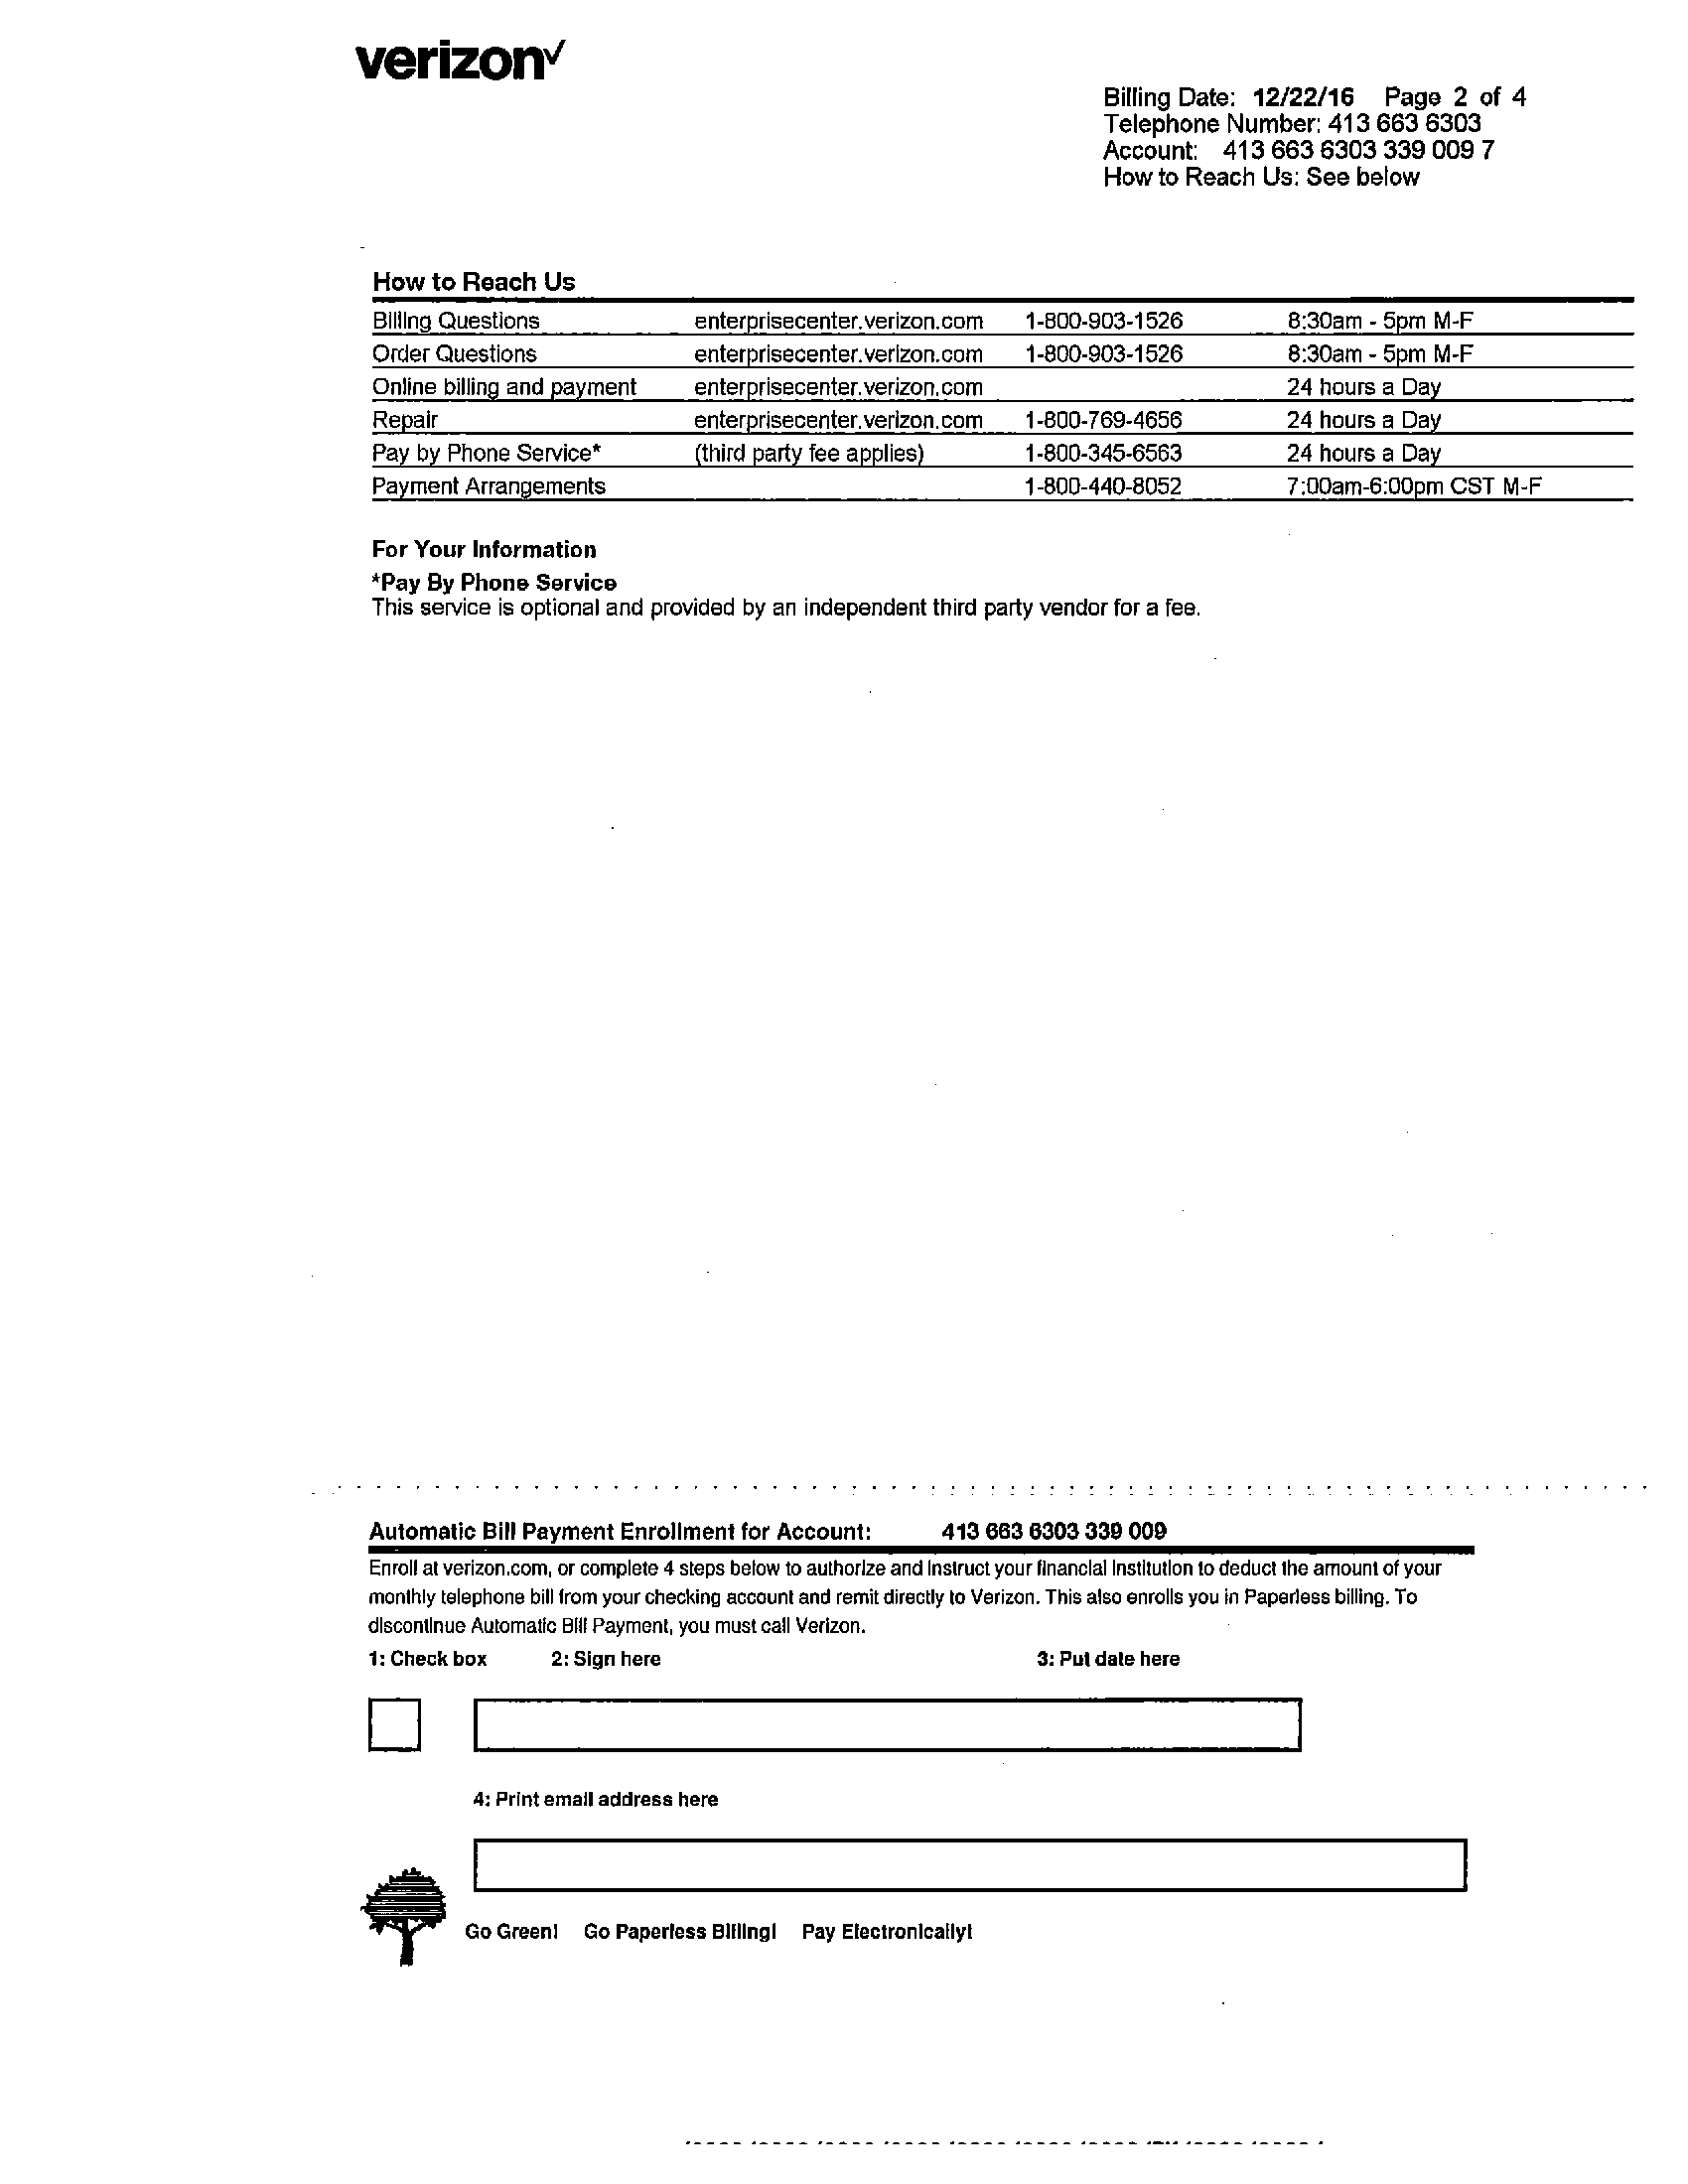 verizon✓
Billing Date: 12/22/16 Page 2 of 4
Telephone Number: 413 663 6303
Account: 413 663 6303 339 009 7
How to Reach Us: See below
How to Reach Us
Billing Questions enterprisecenter.verizon.com 1-800-903-1526 8:30am - 5pm M-F
Order Questions enterprisecenter.verizon.com 1-800-903-1526 8:30am - 5pm M-F
Online billing and payment enterprisecenter.verizon.com 24 hours a Day
Repair enterprisecenter.verizon.com 1-800-769-4656 24 hours a Day
Pay by Phone Service* (third party fee applies) 1-800-345-6563 24 hours a Day
Payment Arrangements 1-800-440-8052 7:00am-6:00pm CST M-F
For Your Information
*Pay By Phone Service
This service is optional and provided by an independent third party vendor for a fee.
Automatic Bill Payment Enrollment for Account: 413 663 6303 339 009
Enroll at verizon.com, or complete 4 steps below to authorize and instruct your financial institution to deduct the amount of your
monthly telephone bill from your checking account and remit directly to Verizon. This also enrolls you in Paperless billing. To
discontinue Automatic Bill Payment, you must call Verizon.
1: Check box 2: Sign here 3: Put date here
4: Print email address here
Go Green! Go Paperless Billing! Pay Electronically!